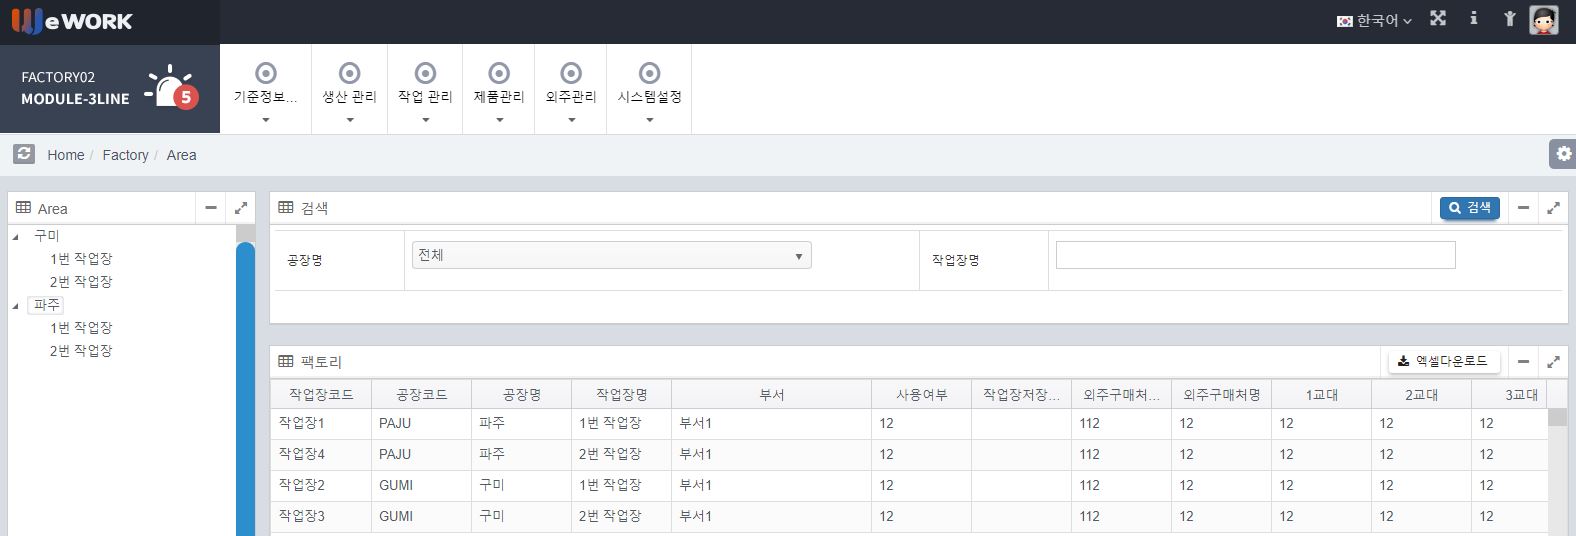 WeWORK
한국어
FACTORY02
MODULE-3LINE
5
기준정보...
생산 관리
작업 관리
제품관리
외주관리
시스템설정
Home / Factory / Area
Area
구미
1번 작업장
2번 작업장
파주
1번 작업장
2번 작업장
검색
검색
공장명 전체 작업장명
팩토리
엑셀다운로드
작업장코드 공장코드 공장명 작업장명 부서 사용여부 작업장저장... 외주구매처... 외주구매처명 1교대 2교대 3교대
작업장1 PAJU 파주 1번 작업장 부서1 12 112 12 12 12 12
작업장4 PAJU 파주 2번 작업장 부서1 12 112 12 12 12 12
작업장2 GUMI 구미 1번 작업장 부서1 12 112 12 12 12 12
작업장3 GUMI 구미 2번 작업장 부서1 12 112 12 12 12 12